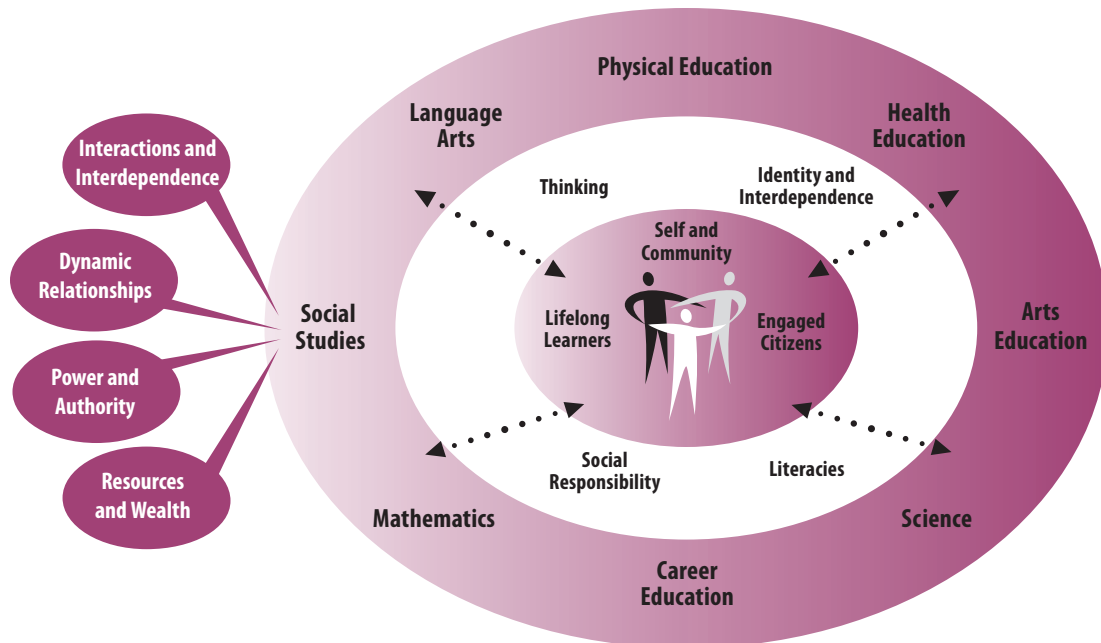 Physical Education
Language
Arts
Health
Education
Interactions and
Interdependence
Thinking
Identity and
Interdependence
Self and
Community
Dynamic
Relationships
Social
Studies
Lifelong
Learners
Engaged
Citizens
Arts
Education
Power and
Authority
Social
Responsibility
Literacies
Resources
and Wealth
Mathematics
Science
Career
Education